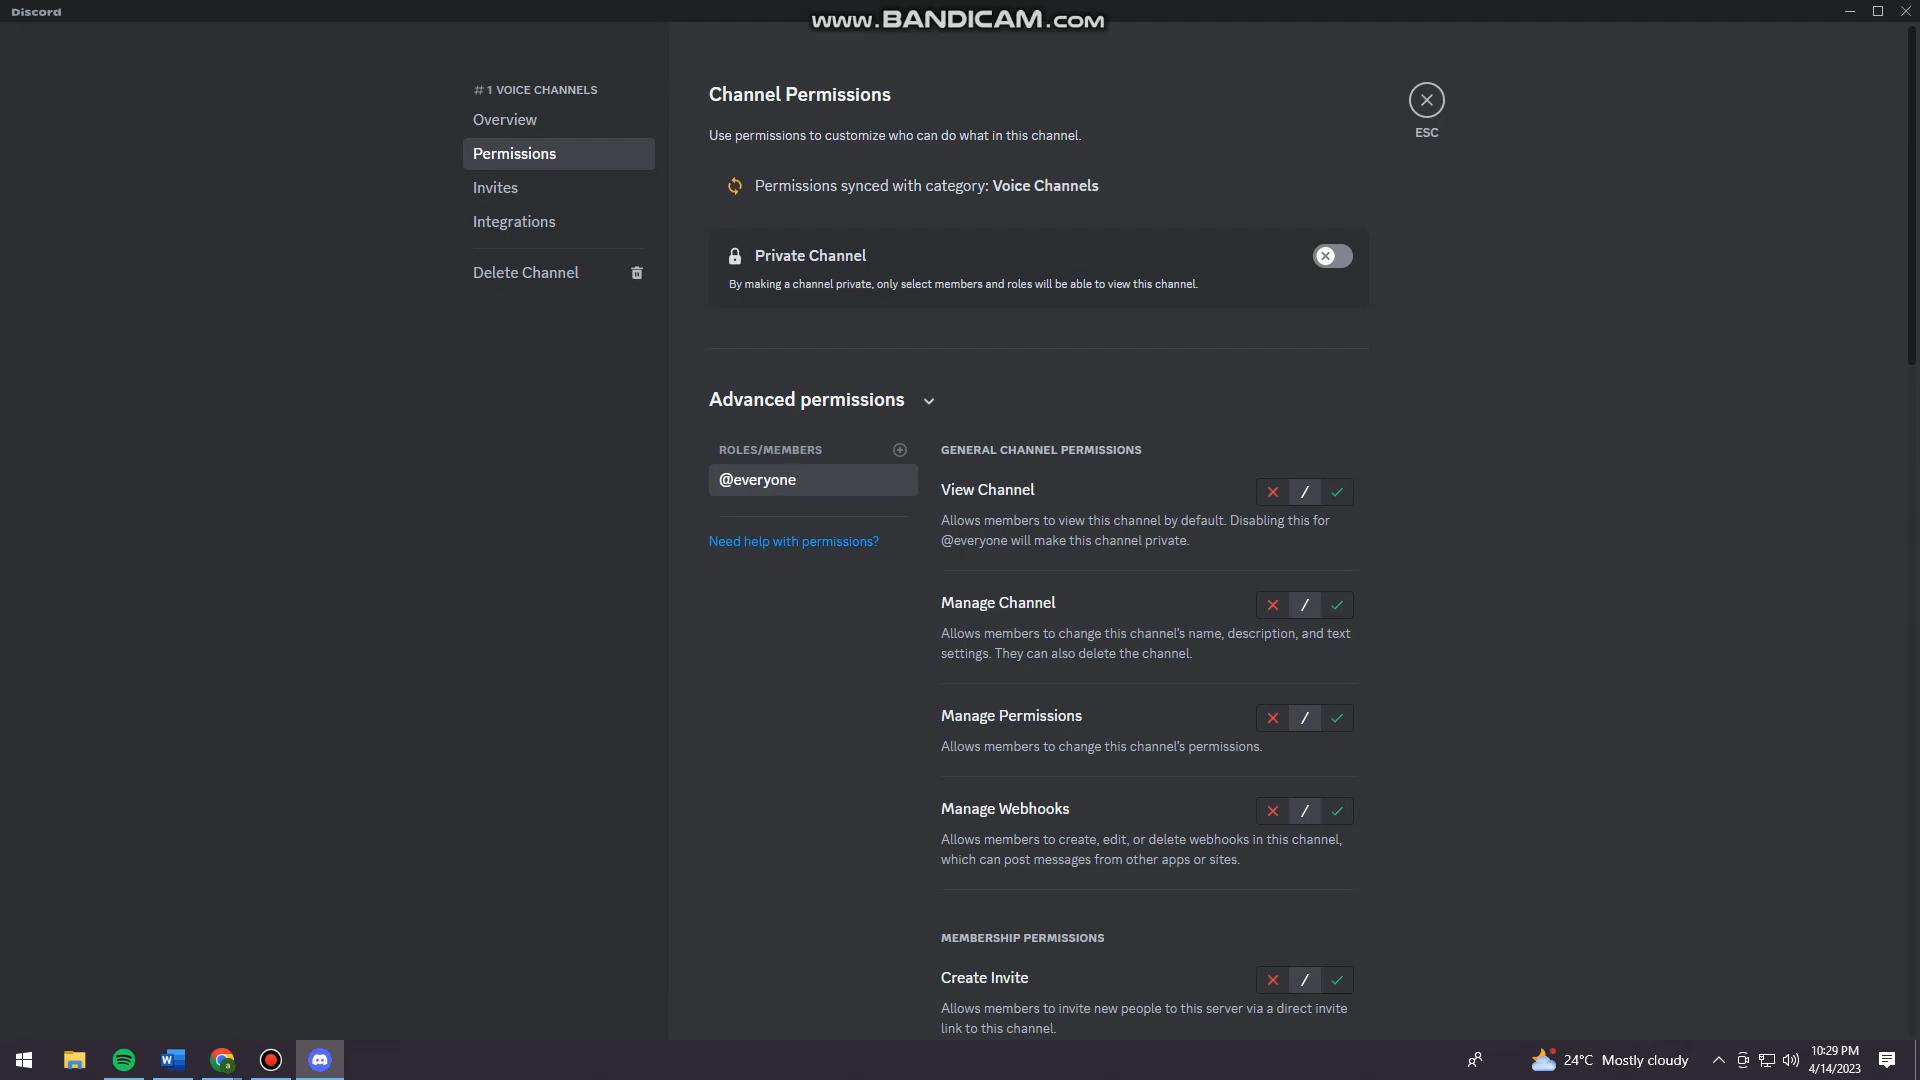 Discord
www.BANDICAM.com
# 1 VOICE CHANNELS
Overview
Permissions
Invites
Integrations
Delete Channel
Channel Permissions
Use permissions to customize who can do what in this channel.
Permissions synced with category: Voice Channels
Private Channel
By making a channel private, only select members and roles will be able to view this channel.
ESC
Advanced permissions
ROLES/MEMBERS
@everyone
Need help with permissions?
GENERAL CHANNEL PERMISSIONS
View Channel
Allows members to view this channel by default. Disabling this for
@everyone will make this channel private.
Manage Channel
Allows members to change this channel's name, description, and text
settings. They can also delete the channel.
Manage Permissions
Allows members to change this channel's permissions.
Manage Webhooks
Allows members to create, edit, or delete webhooks in this channel,
which can post messages from other apps or sites.
MEMBERSHIP PERMISSIONS
Create Invite
Allows members to invite new people to this server via a direct invite
link to this channel.
24°C Mostly cloudy
10:29 PM
4/14/2023